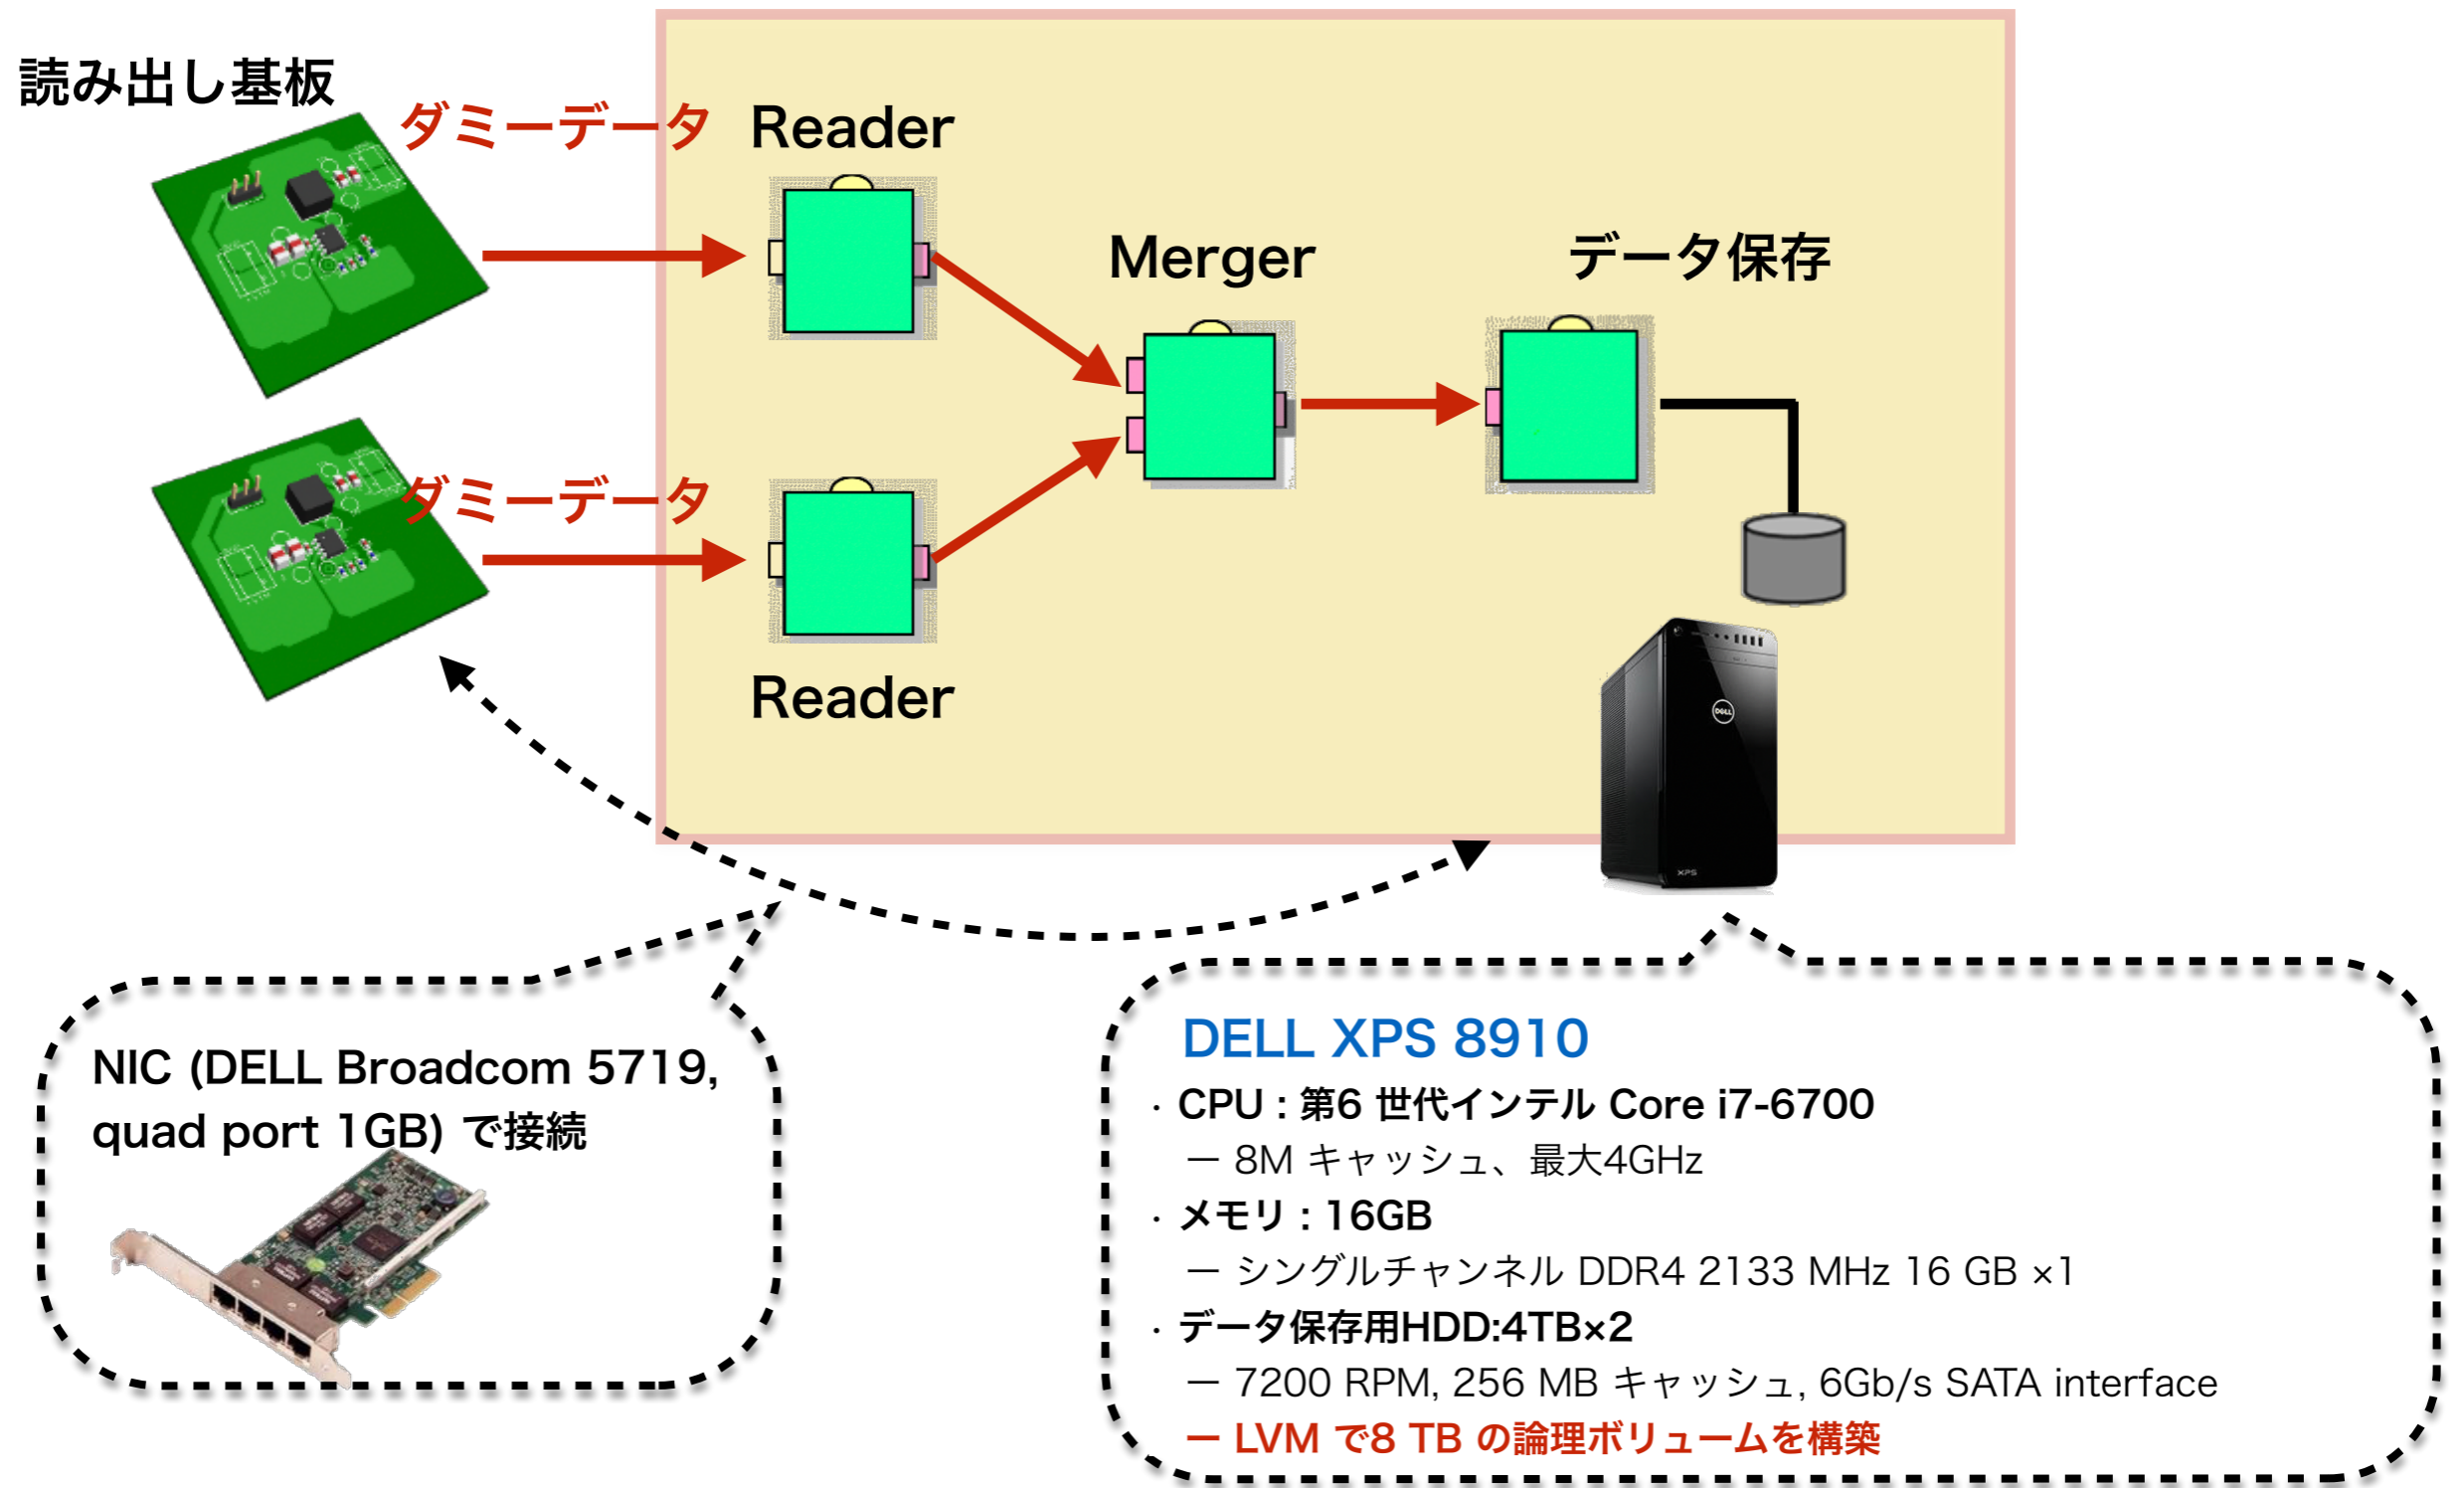 読み出し基板
ダミーデータ
Reader
Merger
データ保存
ダミーデータ
Reader
DELL
XPS
NIC (DELL Broadcom 5719,
quad port 1GB) で接続
DELL XPS 8910
・CPU : 第6 世代インテル Core i7-6700
ー 8M キャッシュ、最大4GHz
・メモリ : 16GB
ー シングルチャンネル DDR4 2133 MHz 16 GB ×1
・データ保存用HDD:4TB×2
ー 7200 RPM, 256 MB キャッシュ, 6Gb/s SATA interface
ー LVM で8 TB の論理ボリュームを構築